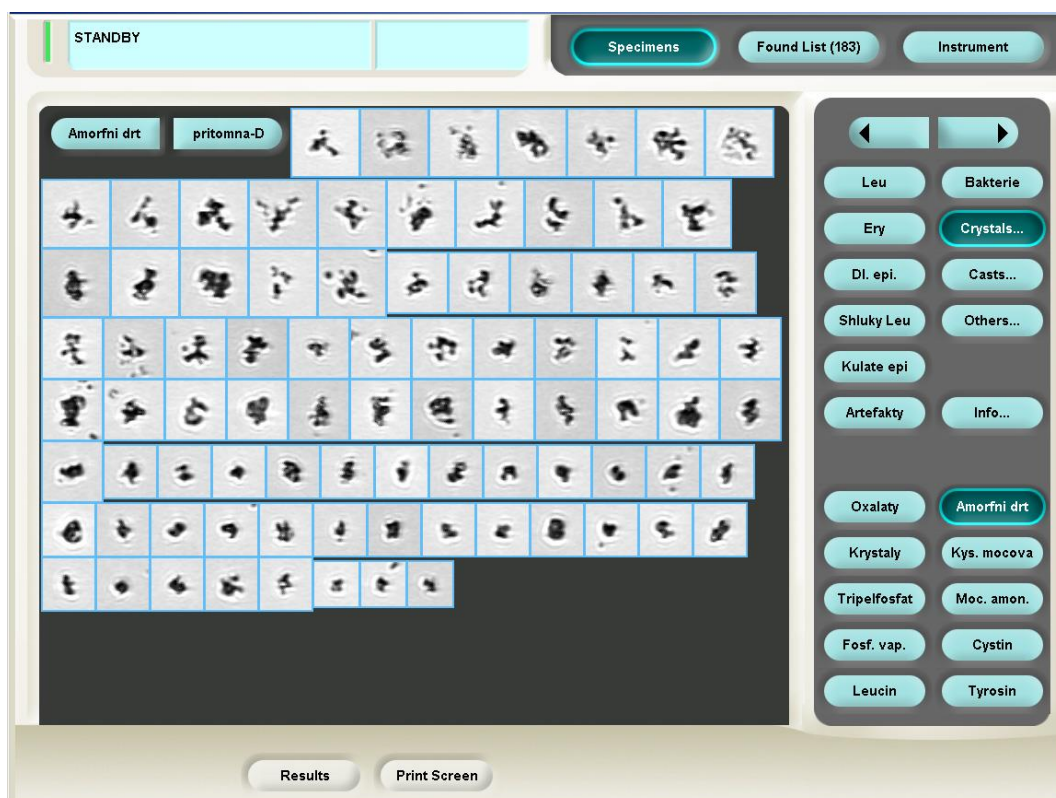 STANDBY
Specimens
Found List (183)
Instrument
Amorfni drt
pritomna-D
Leu
Bakterie
Ery
Crystals...
Dl. epi.
Casts...
Shluky Leu
Others...
Kulate epi
Artefakty
Info...
Oxalaty
Amorfni drt
Krystaly
Kys. mocova
Tripelfosfat
Moc. amon.
Fosf. vap.
Cystin
Leucin
Tyrosin
Results
Print Screen